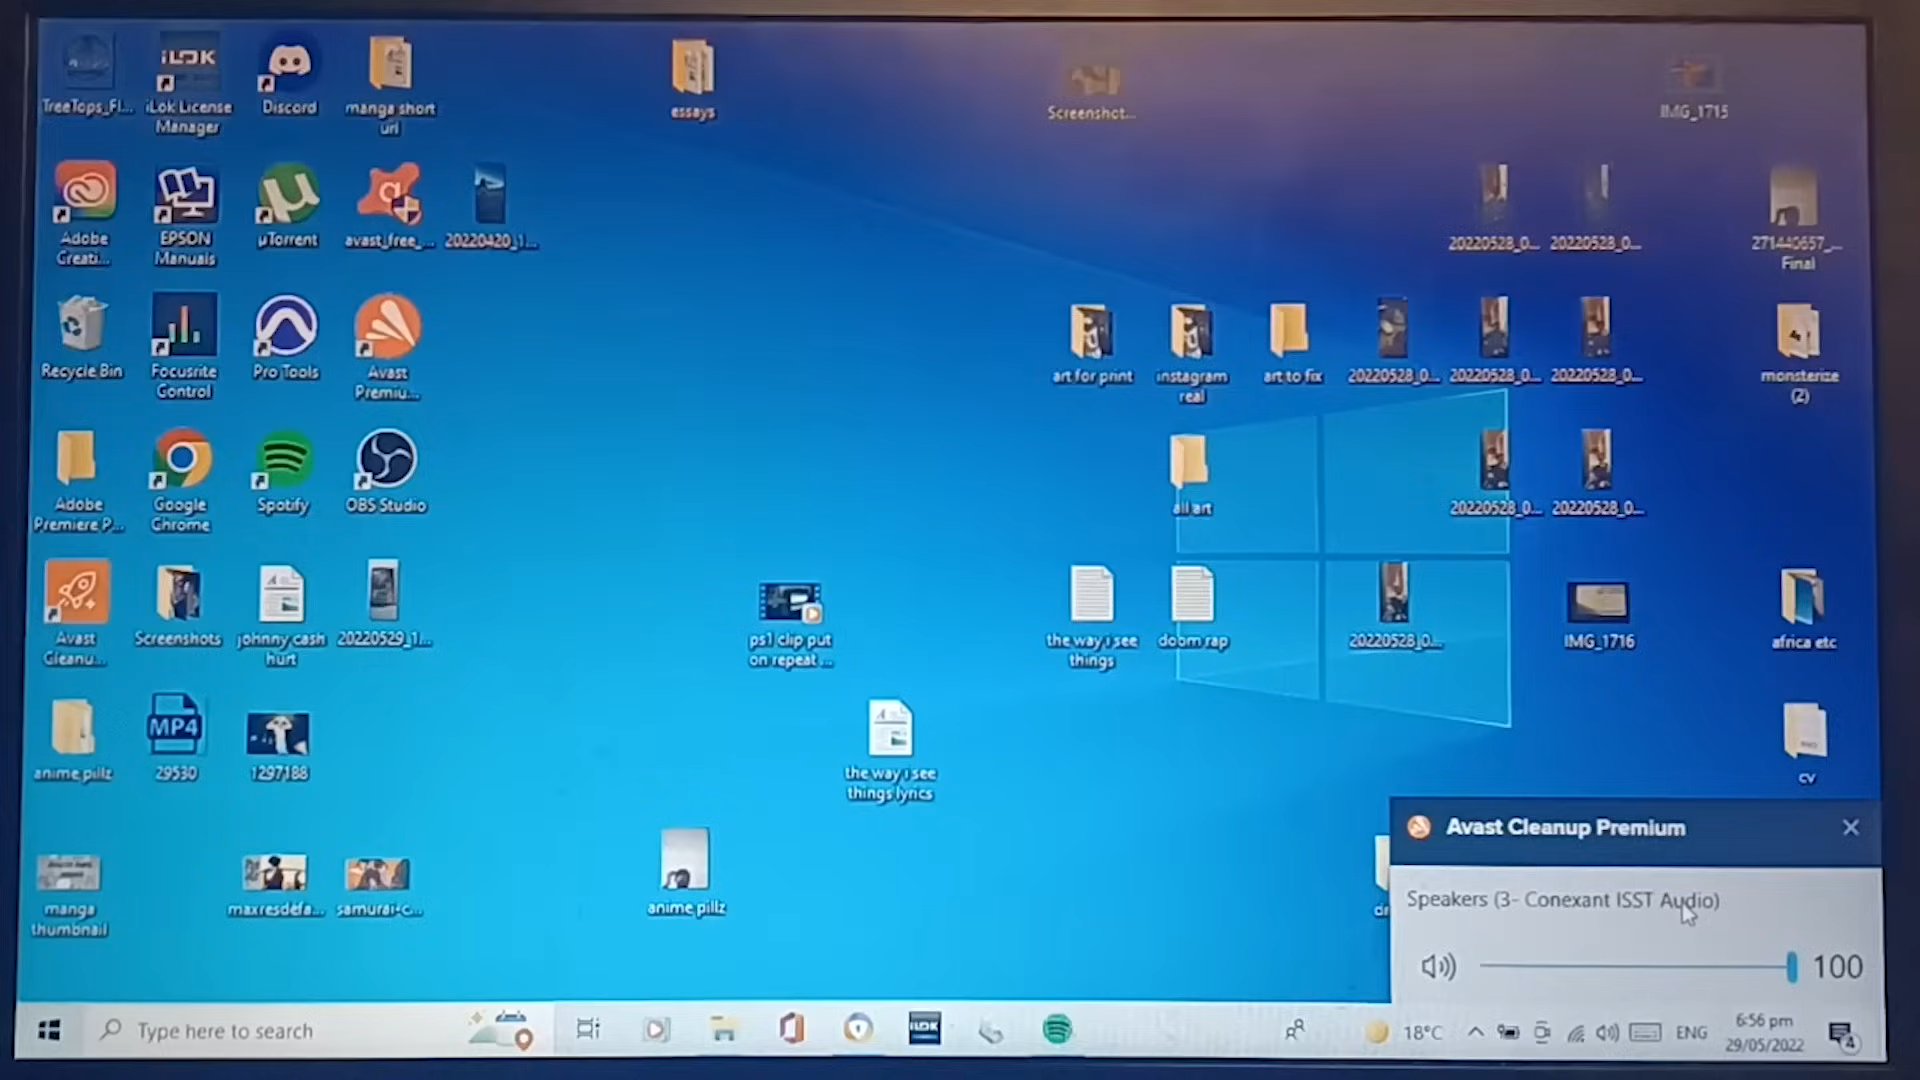 TreeTops_Fl...
iLOK
iLok License
Manager
Discord
manga short
url
essays
Screenshot...
IMG_1715
Adobe
Creati...
EPSON
Manuals
µ
µTorrent
a
avast_free_...
20220420_1...
20220528_0...
20220528_0...
271440657_...
Final
Recycle Bin
Focusrite
Control
Pro Tools
Avast
Premiu...
art for print
instagram
real
art to fix
20220528_0...
20220528_0...
20220528_0...
monsterize
(2)
Adobe
Premiere P...
Google
Chrome
Spotify
OBS Studio
all art
20220528_0...
20220528_0...
Avast
Cleanu...
Screenshots
johnny cash
hurt
20220529_1...
ps1 clip put
on repeat ...
the way i see
things
doom rap
20220528_0...
IMG_1716
africa etc
anime pillz
MP4
29530
1297188
the way i see
things lyrics
cv
manga
thumbnail
maxresdefa...
samurai-c...
anime pillz
Avast Cleanup Premium
Speakers (3- Conexant ISST Audio)
100
Type here to search
iLOK
18°C
ENG
6:56 pm
29/05/2022
4